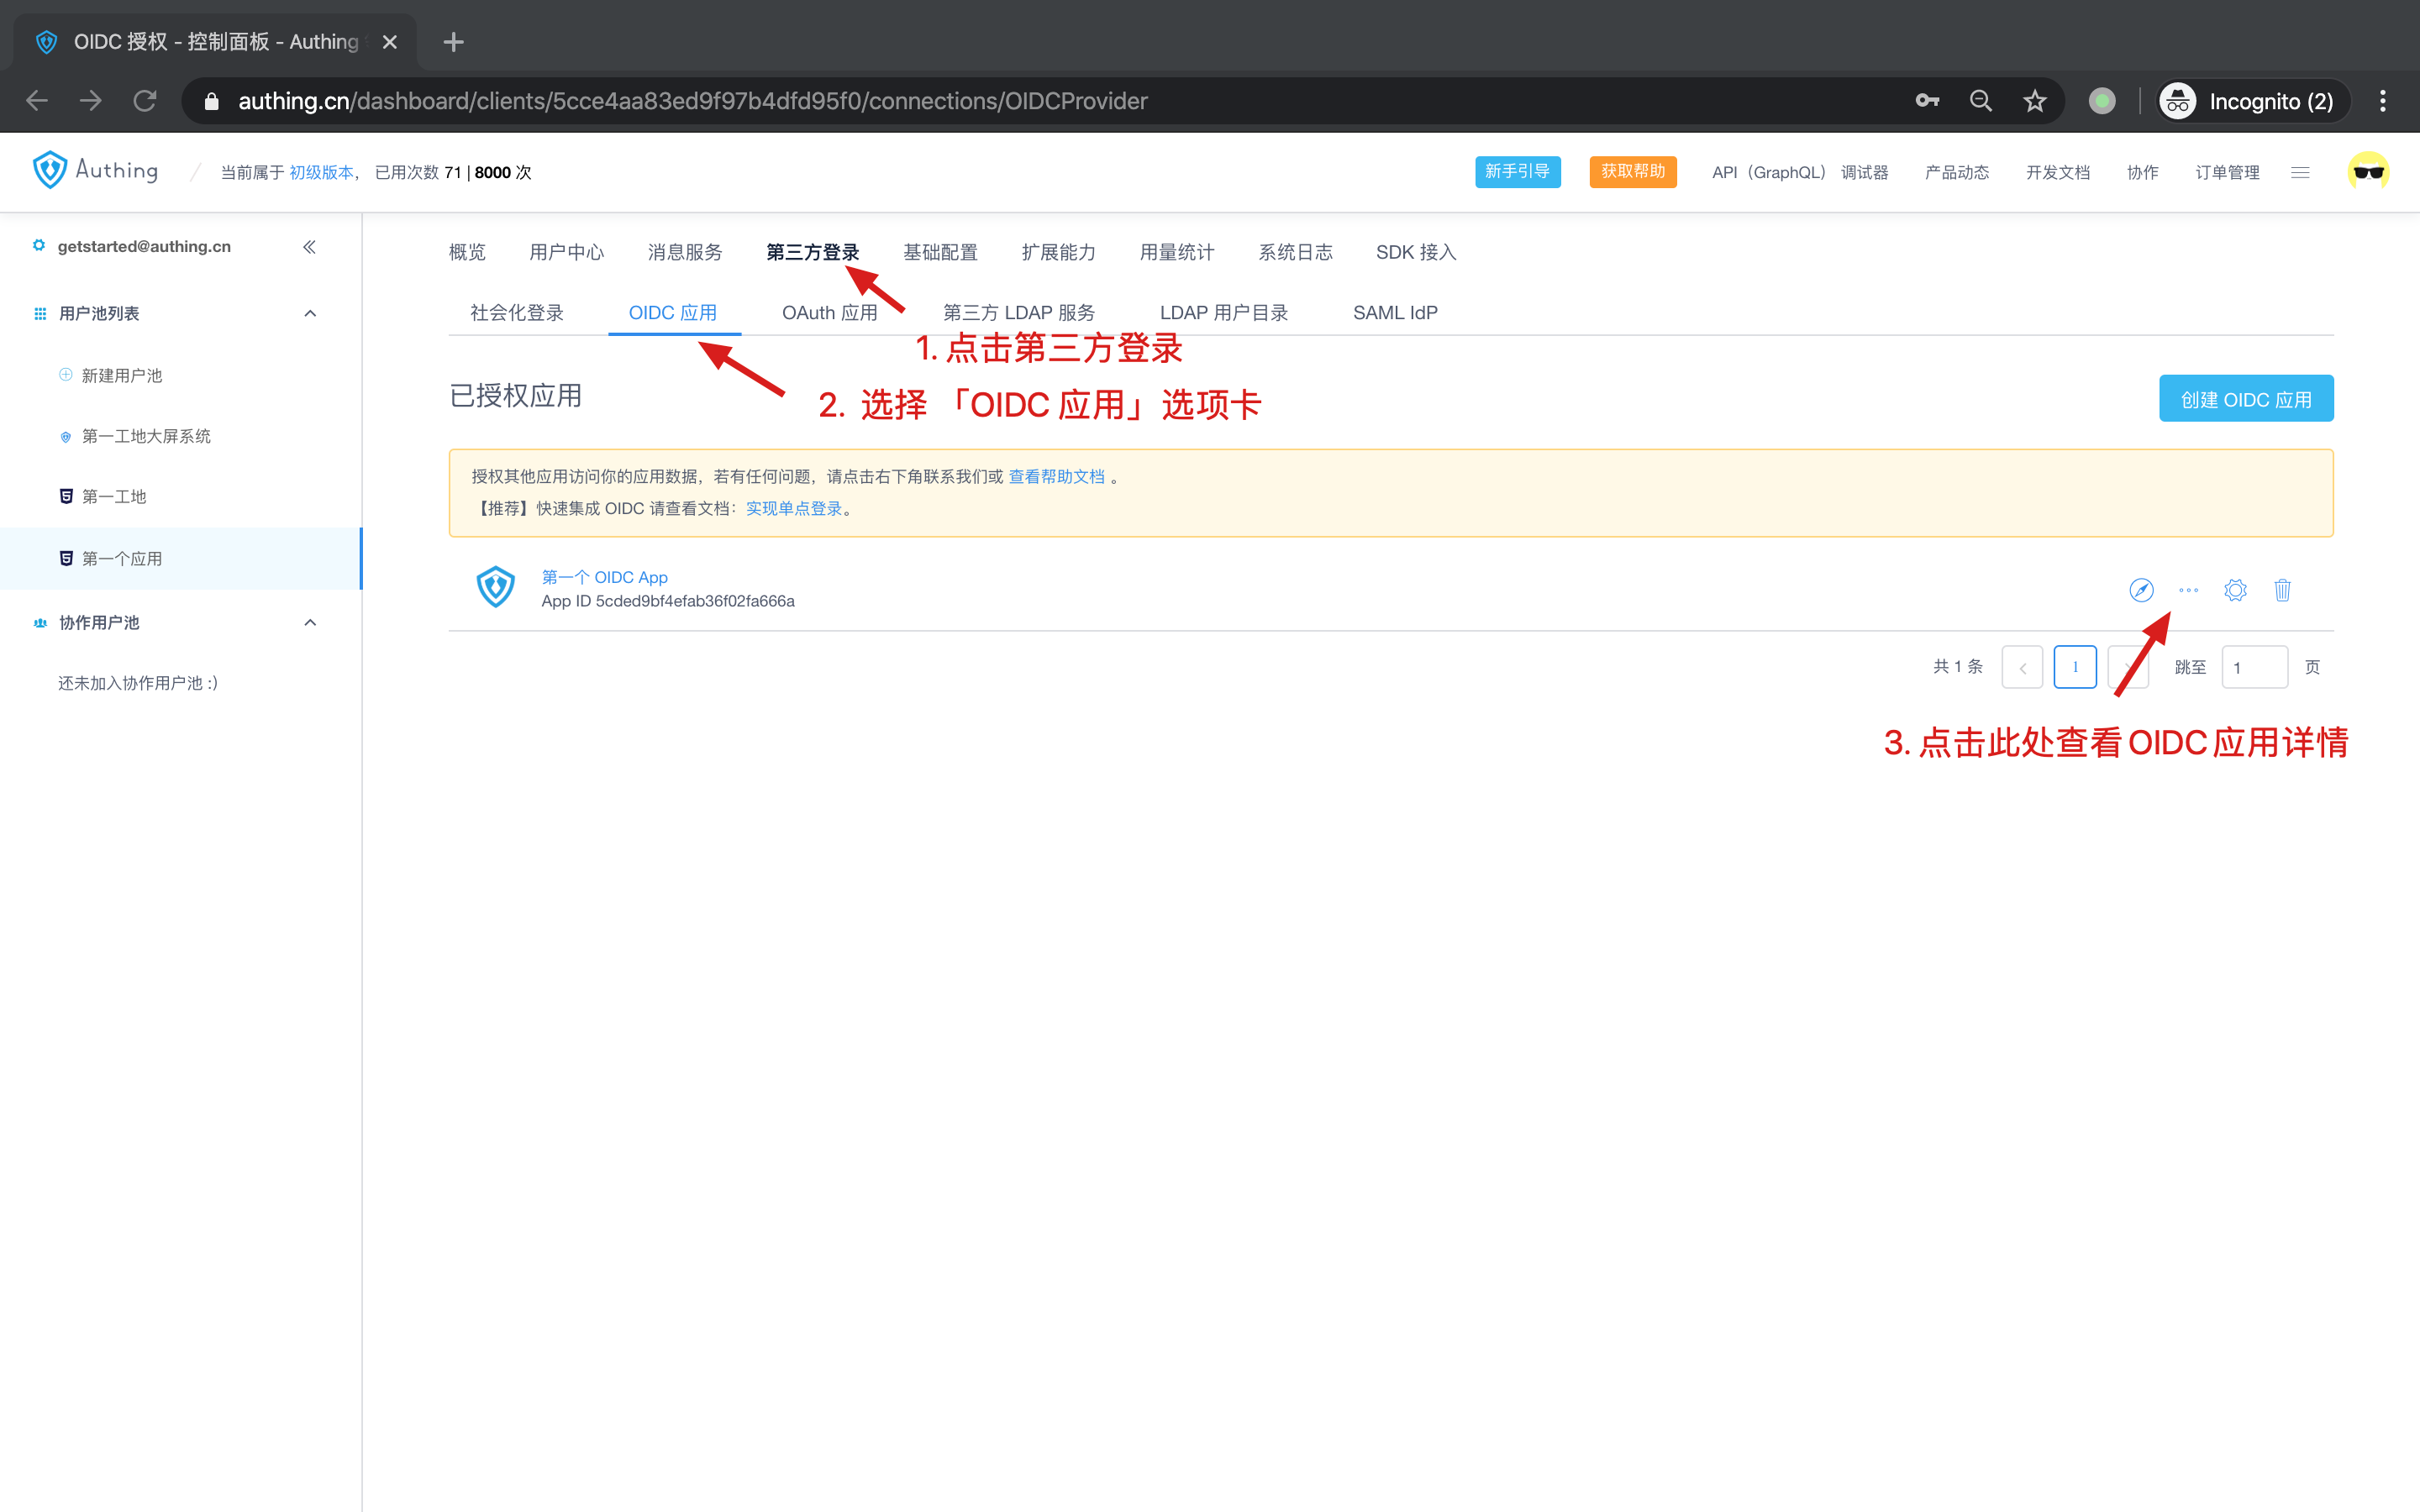 OIDC 授权 - 控制面板 - Authing
authing.cn/dashboard/clients/5cce4aa83ed9f97b4dfd95f0/connections/OIDCProvider
Incognito (2)
Authing
当前属于 初级版本， 已用次数 71 | 8000 次
新手引导
获取帮助
API（GraphQL） 调试器
产品动态
开发文档
协作
订单管理
getstarted@authing.cn
用户池列表
新建用户池
第一工地大屏系统
第一工地
第一个应用
协作用户池
还未加入协作用户池 :)
概览 用户中心 消息服务 第三方登录 基础配置 扩展能力 用量统计 系统日志 SDK 接入
社会化登录 OIDC 应用 OAuth 应用 第三方 LDAP 服务 LDAP 用户目录 SAML IdP
1. 点击第三方登录
2. 选择 「OIDC 应用」选项卡
已授权应用
创建 OIDC 应用
授权其他应用访问你的应用数据，若有任何问题，请点击右下角联系我们或 查看帮助文档 。
【推荐】快速集成 OIDC 请查看文档：实现单点登录。
第一个 OIDC App
App ID 5cded9bf4efab36f02fa666a
共 1 条 1 跳至 1 页
3. 点击此处查看 OIDC 应用详情